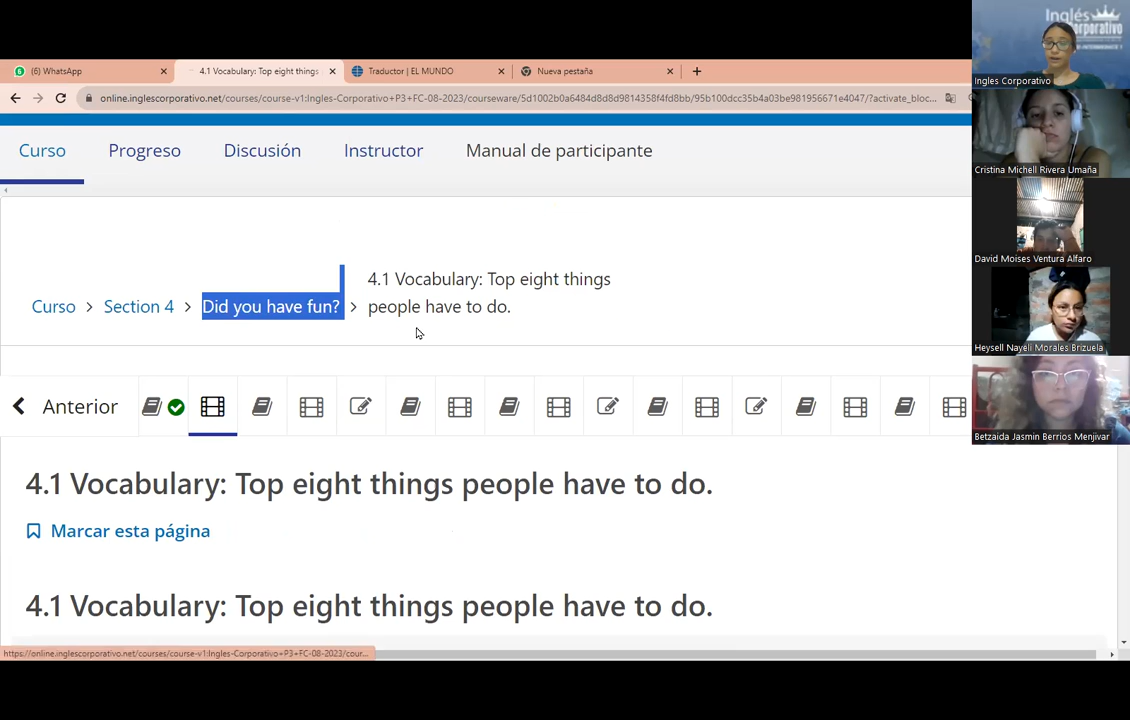 (6) WhatsApp
4.1 Vocabulary: Top eight things
Traductor | EL MUNDO
Nueva pestaña
online.inglescorporativo.net/courses/course-v1:Ingles-Corporativo+P3+FC-08-2023/courseware/5d1002b0a6484d8d8d9814358f4fd8bb/95b100dcc35b4a03be981956671e4047/?activate_bloc...
Curso
Progreso
Discusión
Instructor
Manual de participante
Curso > Section 4 > Did you have fun? >
4.1 Vocabulary: Top eight things
people have to do.
Anterior
4.1 Vocabulary: Top eight things people have to do.
Marcar esta página
4.1 Vocabulary: Top eight things people have to do.
https://online.inglescorporativo.net/courses/course-v1:Ingles-Corporativo+P3+FC-08-2023/cour...
Inglés
Corporativo
Ingles Corporativo
Cristina Michell Rivera Umaña
David Moises Ventura Alfaro
Heysell Nayeli Morales Brizuela
Betzaida Jasmin Berrios Menjivar